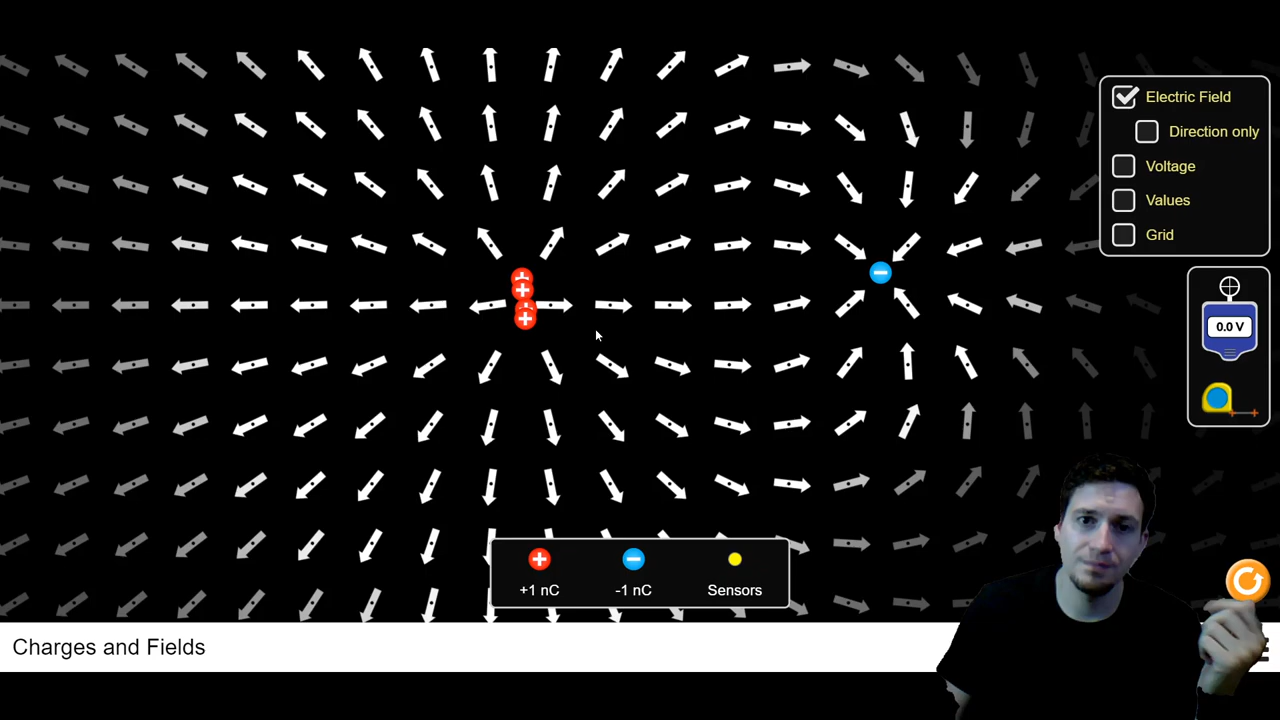 Electric Field
Direction only
Voltage
Values
Grid
0.0 V
+1 nC
-1 nC
Sensors
Charges and Fields